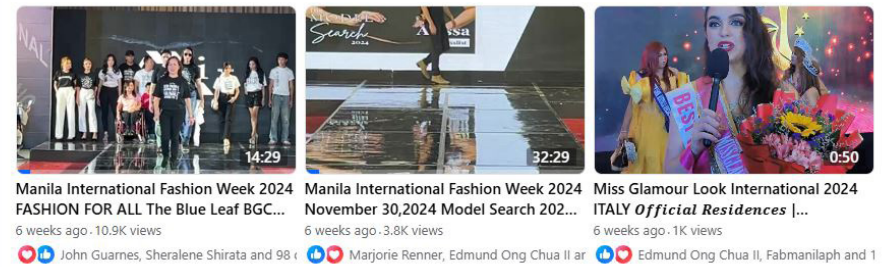 MODEL
Search
2024
BEST
14:29
32:29
0:50
Manila International Fashion Week 2024
FASHION FOR ALL The Blue Leaf BGC...
6 weeks ago · 10.9K views
John Guarnes, Sheralene Shirata and 98
Manila International Fashion Week 2024
November 30,2024 Model Search 202...
6 weeks ago · 3.8K views
Marjorie Renner, Edmund Ong Chua II
Miss Glamour Look International 2024
ITALY 𝑶𝒇𝒇𝒊𝒄𝒊𝒂𝒍 𝑹𝒆𝒔𝒊𝒅𝒆𝒏𝒄𝒆𝒔 |...
6 weeks ago · 1K views
Edmund Ong Chua II, Fabmanilaph and 1